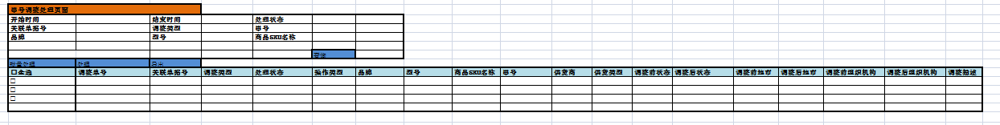 串号调整处理页面
开始时间 结束时间 处理状态
关联单据号 调整类型 串号
品牌 型号 商品SKU名称
查询
批量处理 处理 导出
口全选 调整单号 关联单据号 调整类型 处理状态 操作类型 品牌 型号 商品SKU名称 串号 供货商 供货类型 调整前状态 调整后状态 调整前地市 调整后地市 调整前组织机构 调整后组织机构 调整描述
□
□
□